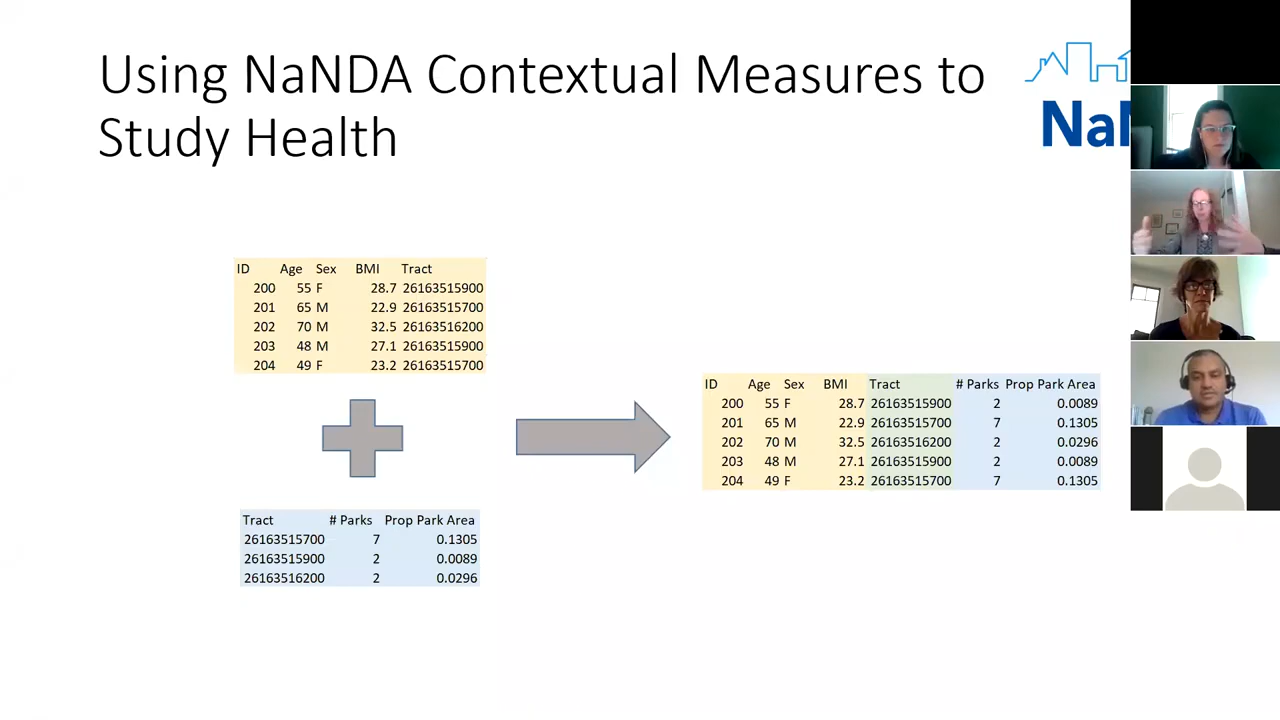 Using NaNDA Contextual Measures to
Study Health
ID Age Sex BMI Tract
200 55 F 28.7 26163515900
201 65 M 22.9 26163515700
202 70 M 32.5 26163516200
203 48 M 27.1 26163515900
204 49 F 23.2 26163515700
Tract # Parks Prop Park Area
26163515700 7 0.1305
26163515900 2 0.0089
26163516200 2 0.0296
ID Age Sex BMI Tract # Parks Prop Park Area
200 55 F 28.7 26163515900 2 0.0089
201 65 M 22.9 26163515700 7 0.1305
202 70 M 32.5 26163516200 2 0.0296
203 48 M 27.1 26163515900 2 0.0089
204 49 F 23.2 26163515700 7 0.1305